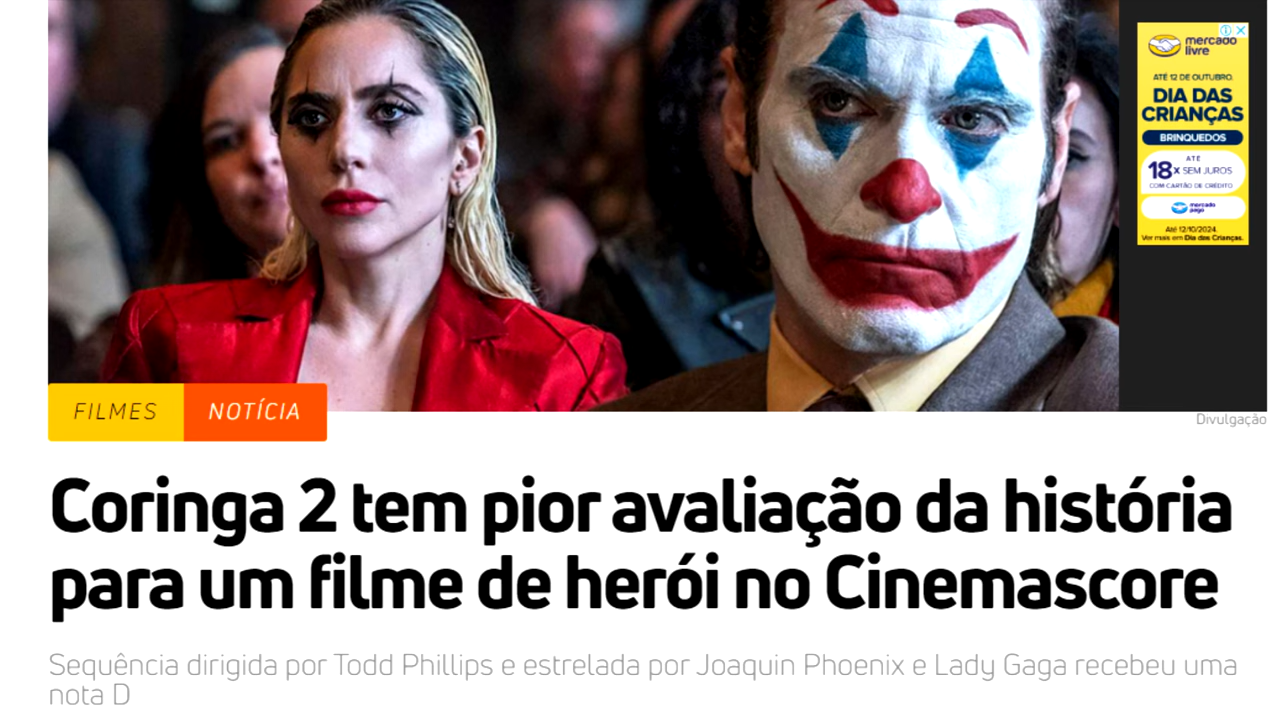 mercado
livre
ATÉ 12 DE OUTUBRO.
DIA DAS
CRIANÇAS
BRINQUEDOS
ATÉ
18x SEM JUROS
COM CARTÃO DE CRÉDITO
mercado
pago
Até 12/10/2024.
Ver mais em Dia das Crianças.
FILMES NOTÍCIA
Divulgação
Coringa 2 tem pior avaliação da história
para um filme de herói no Cinemascore
Sequência dirigida por Todd Phillips e estrelada por Joaquin Phoenix e Lady Gaga recebeu uma
nota D